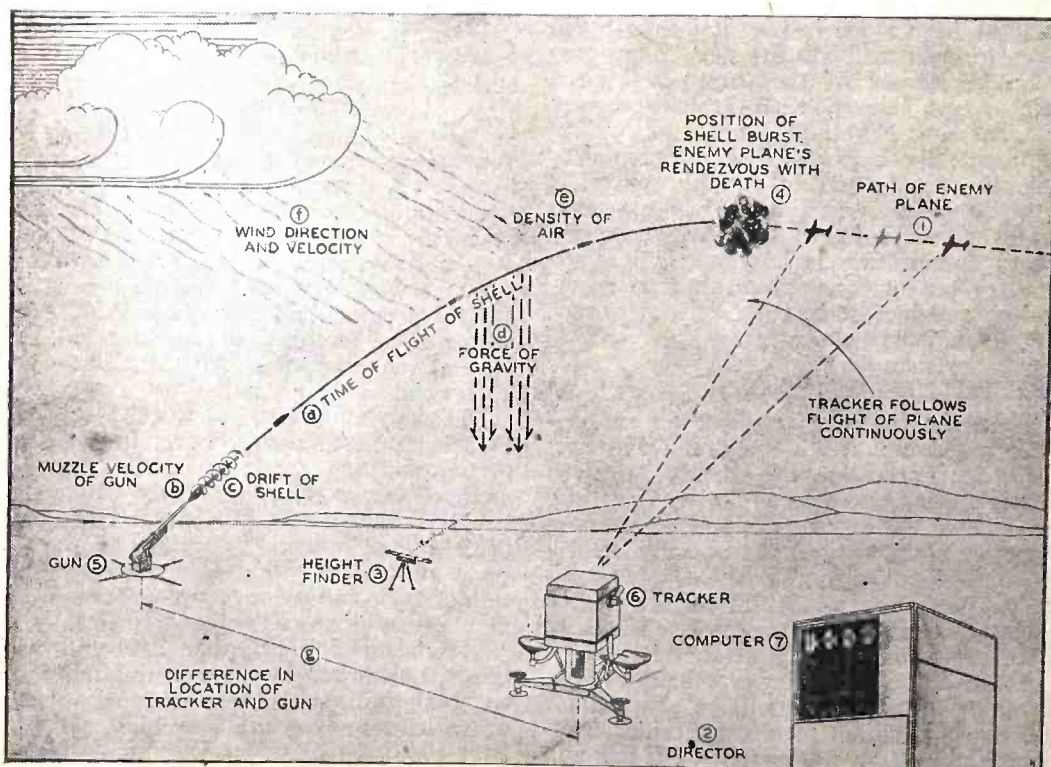 POSITION OF
SHELL BURST.
ENEMY PLANE'S
RENDEZVOUS WITH
DEATH ④
PATH OF ENEMY
PLANE
①
ⓔ
DENSITY OF
AIR
ⓕ
WIND DIRECTION
AND VELOCITY
ⓐ TIME OF FLIGHT OF SHELL
ⓓ
FORCE OF
GRAVITY
TRACKER FOLLOWS
FLIGHT OF PLANE
CONTINUOUSLY
MUZZLE VELOCITY
OF GUN ⓑ
ⓒ DRIFT OF
SHELL
GUN ⑤
HEIGHT
FINDER ③
⑥ TRACKER
COMPUTER ⑦
ⓖ
DIFFERENCE IN
LOCATION OF
TRACKER AND GUN
②
DIRECTOR